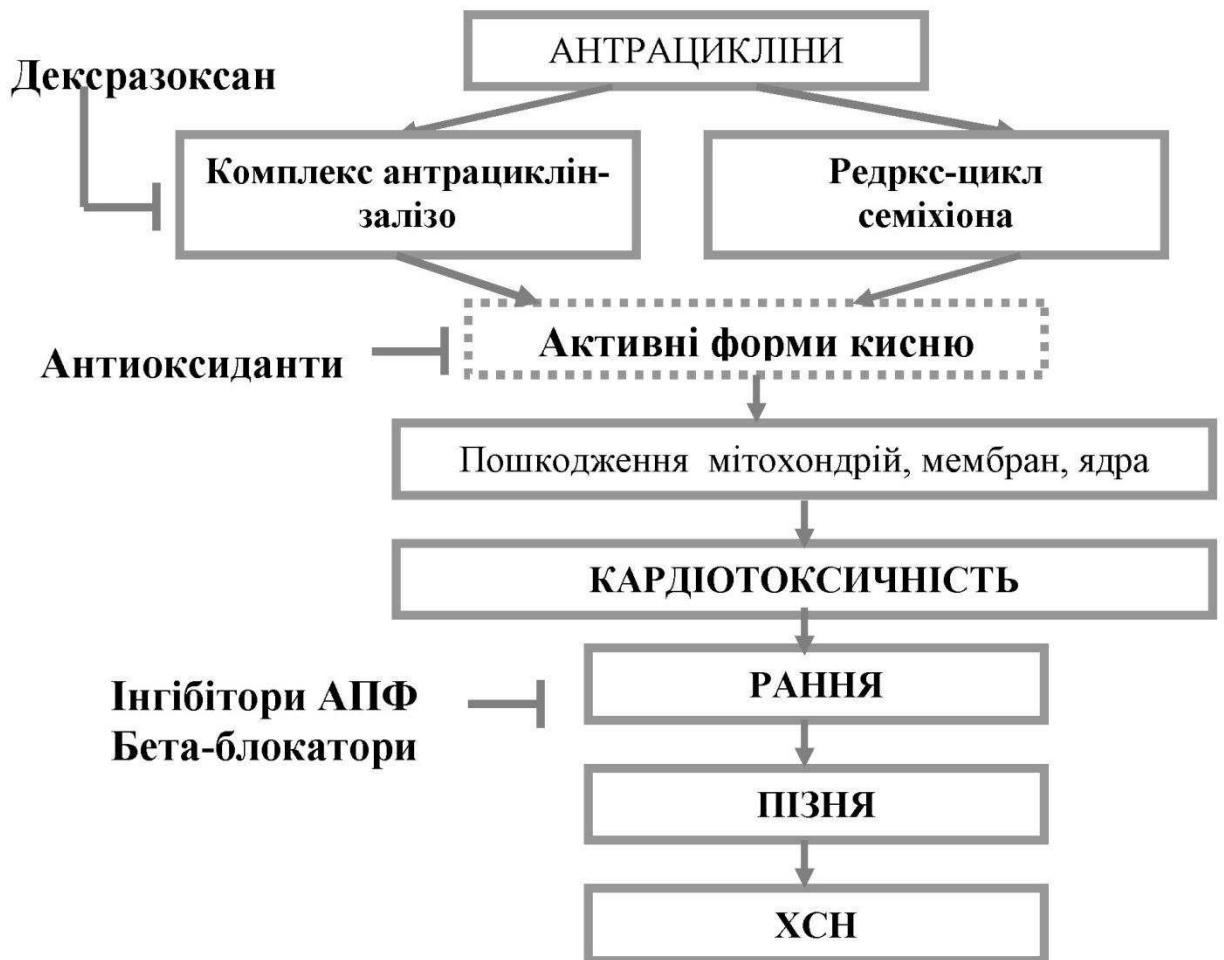 АНТРАЦИКЛІНИ
Дексразоксан
Комплекс антрациклін-
залізо
Редркс-цикл
семіхіона
Активні форми кисню
Антиоксиданти
Пошкодження мітохондрій, мембран, ядра
КАРДІОТОКСИЧНІСТЬ
РАННЯ
Інгібітори АПФ
Бета-блокатори
ПІЗНЯ
ХСН